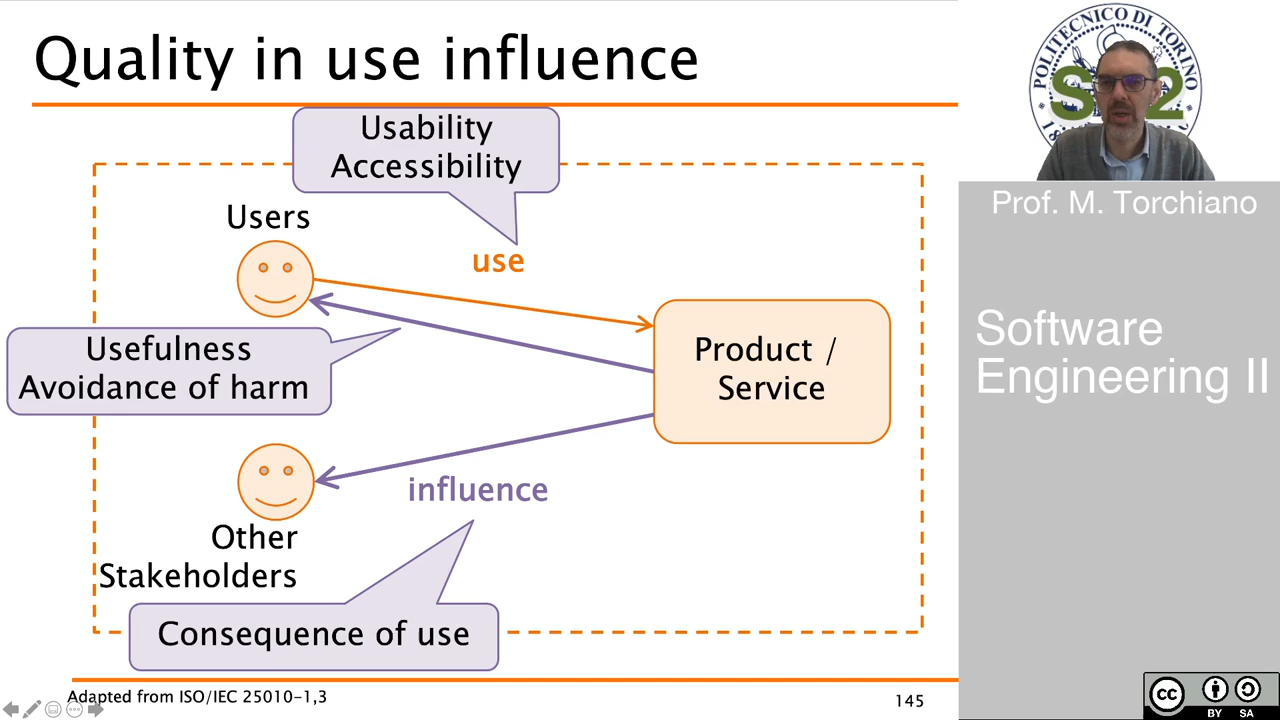 Quality in use influence
Usability
Accessibility
Users
use
Usefulness
Avoidance of harm
Product /
Service
influence
Other
Stakeholders
Consequence of use
Adapted from ISO/IEC 25010-1,3
145
POLITECNICO DI TORINO
Prof. M. Torchiano
Software
Engineering II
cc
BY SA